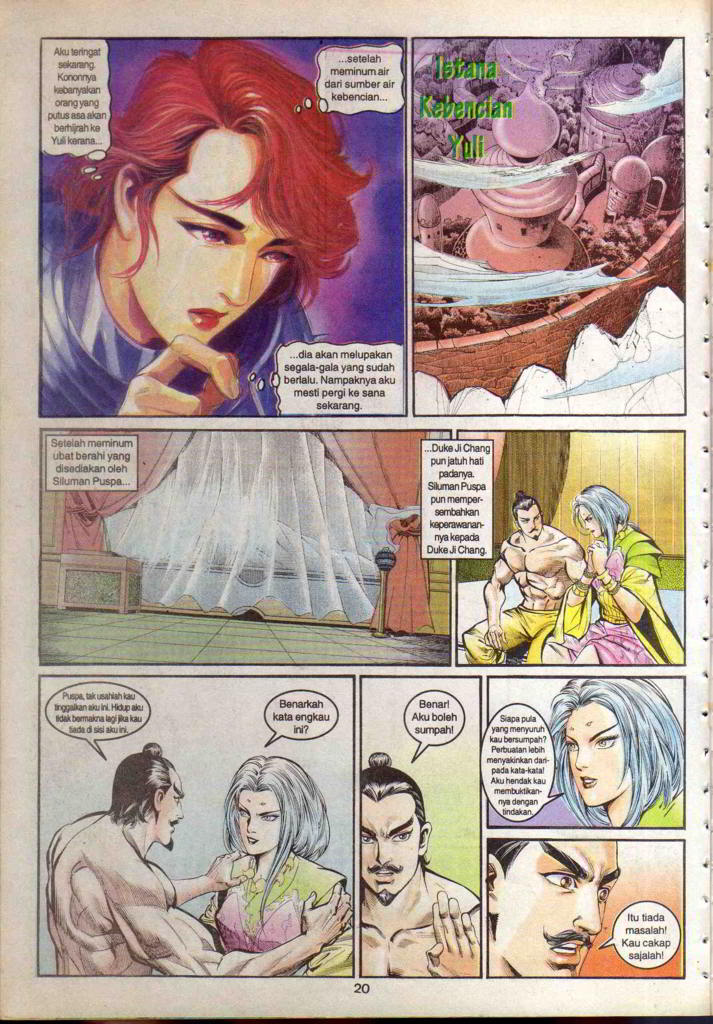 Aku teringat
sekarang.
Kononnya
kebanyakan
orang yang
putus asa akan
berhijrah ke
Yuli kerana...
...setelah
meminum air
dari sumber air
kebencian...
...dia akan melupakan
segala-gala yang sudah
berlalu. Nampaknya aku
mesti pergi ke sana
sekarang.
Istana
Kebencian
Yuli
Setelah meminum
ubat berahi yang
disediakan oleh
Siluman Puspa...
...Duke Ji Chang
pun jatuh hati
padanya.
Siluman Puspa
pun memper-
sembahkan
keperawanan-
nya kepada
Duke Ji Chang.
Puspa, tak usahlah kau
tinggalkan aku ini. Hidup aku
tidak bermakna lagi jika kau
tiada di sisi aku ini.
Benarkah
kata engkau
ini?
Benar!
Aku boleh
sumpah!
Siapa pula
yang menyuruh
kau bersumpah?
Perbuatan lebih
menyakinkan dari-
pada kata-kata!
Aku hendak kau
membuktikan-
nya dengan
tindakan.
Itu tiada
masalah!
Kau cakap
sajalah!
20